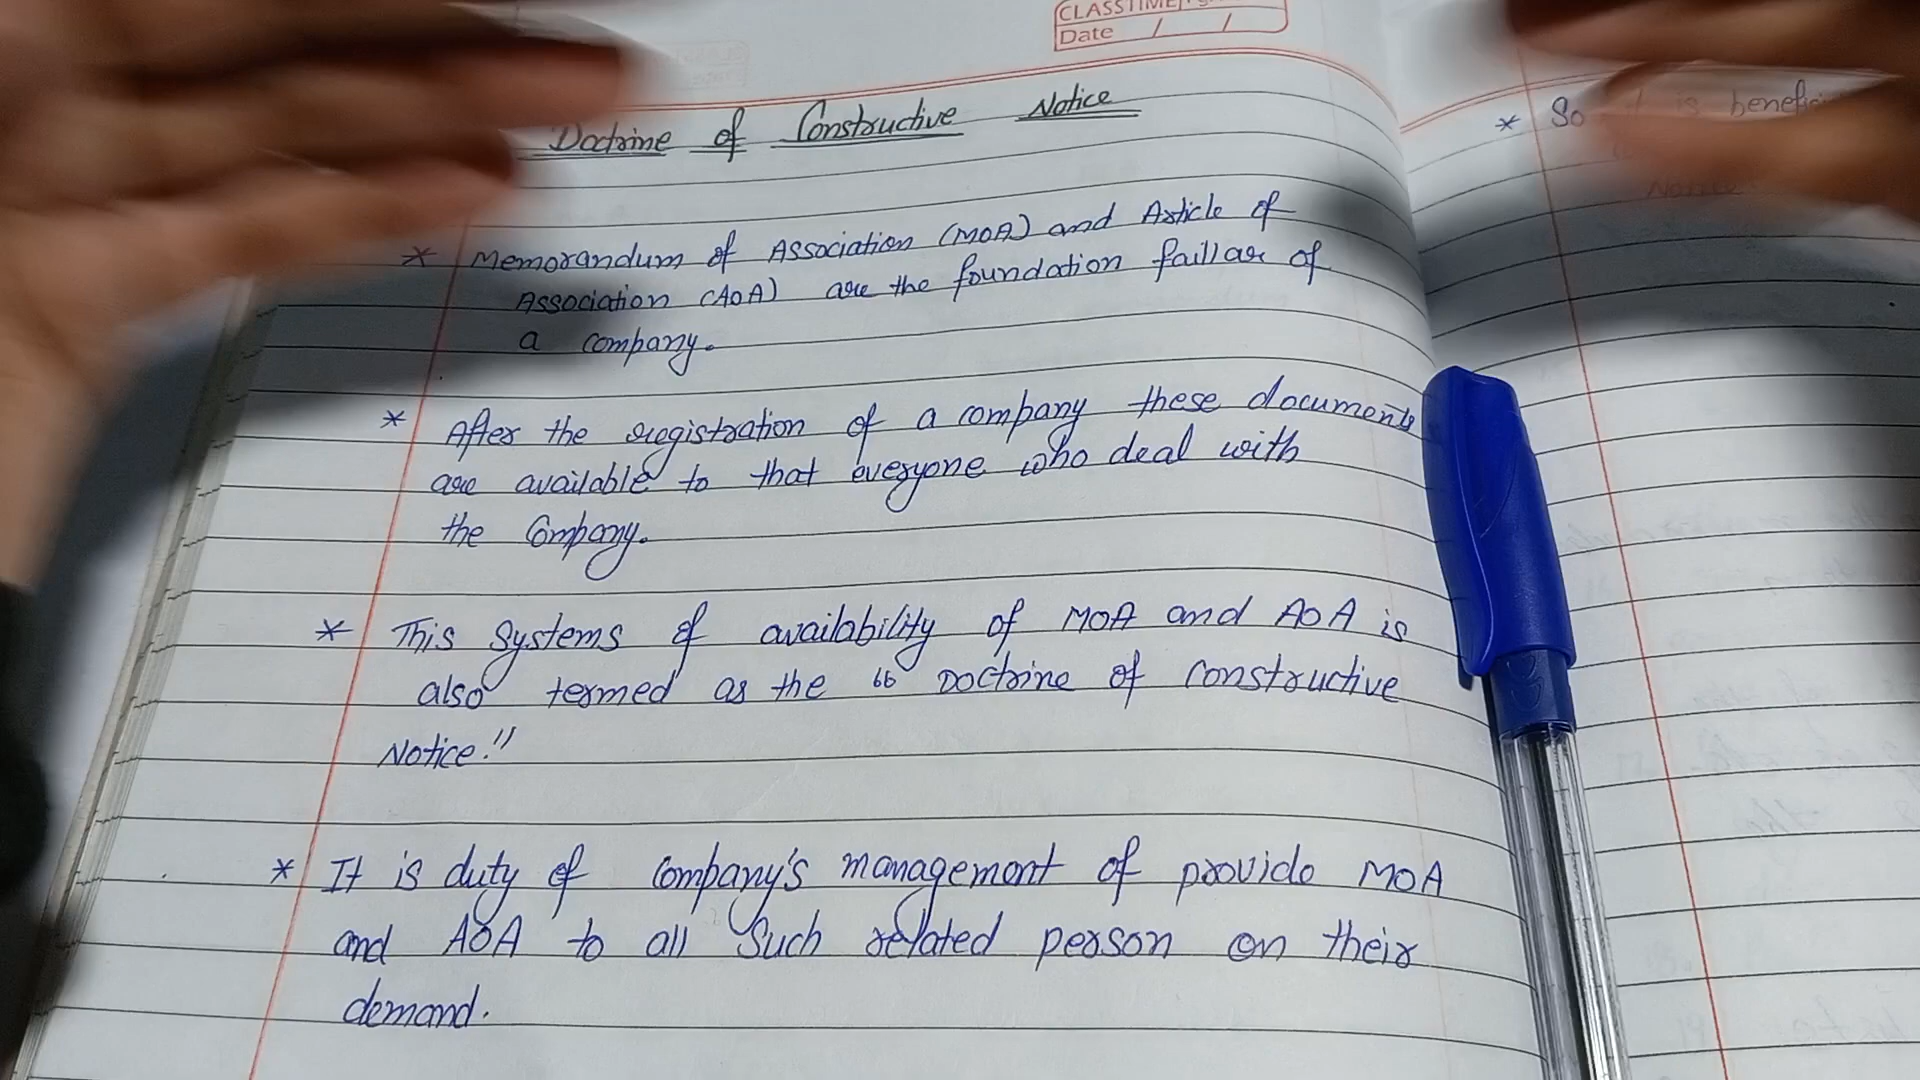 CLASSTIME
Date / /
Doctrine of Constructive Notice
* Memorandum of Association (MOA) and Article of
Association (AOA) are the foundation faillar of
a company.
* After the registration of a company these documents
are available to that everyone who deal with
the Company.
* This Systems of availability of MOA and AOA is
also termed as the “ Doctrine of constructive
Notice."
* It is duty of Company's management of provide MOA
and AOA to all Such related person on their
demand.
* So is